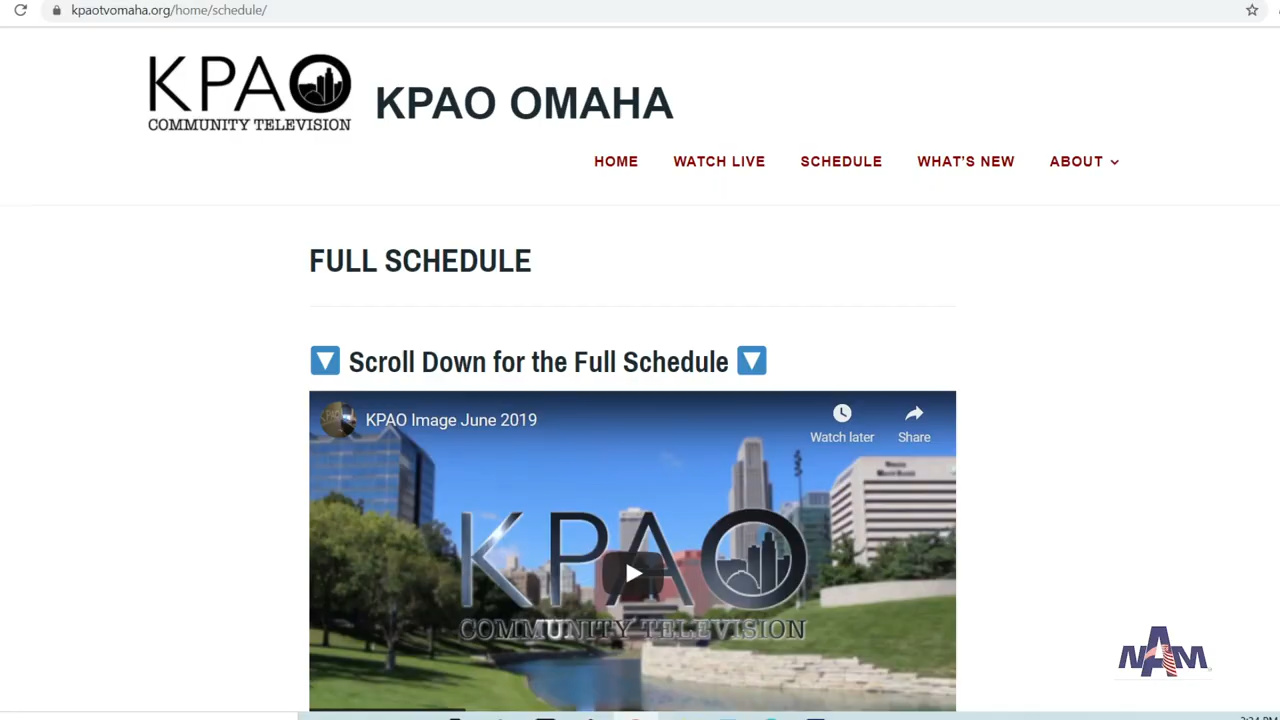 kpaotvomaha.org/home/schedule/
KPAO
COMMUNITY TELEVISION
KPAO OMAHA
HOME WATCH LIVE SCHEDULE WHAT'S NEW ABOUT
FULL SCHEDULE
Scroll Down for the Full Schedule
KPAO Image June 2019
Watch later Share
KPAO
COMMUNITY TELEVISION
NAM